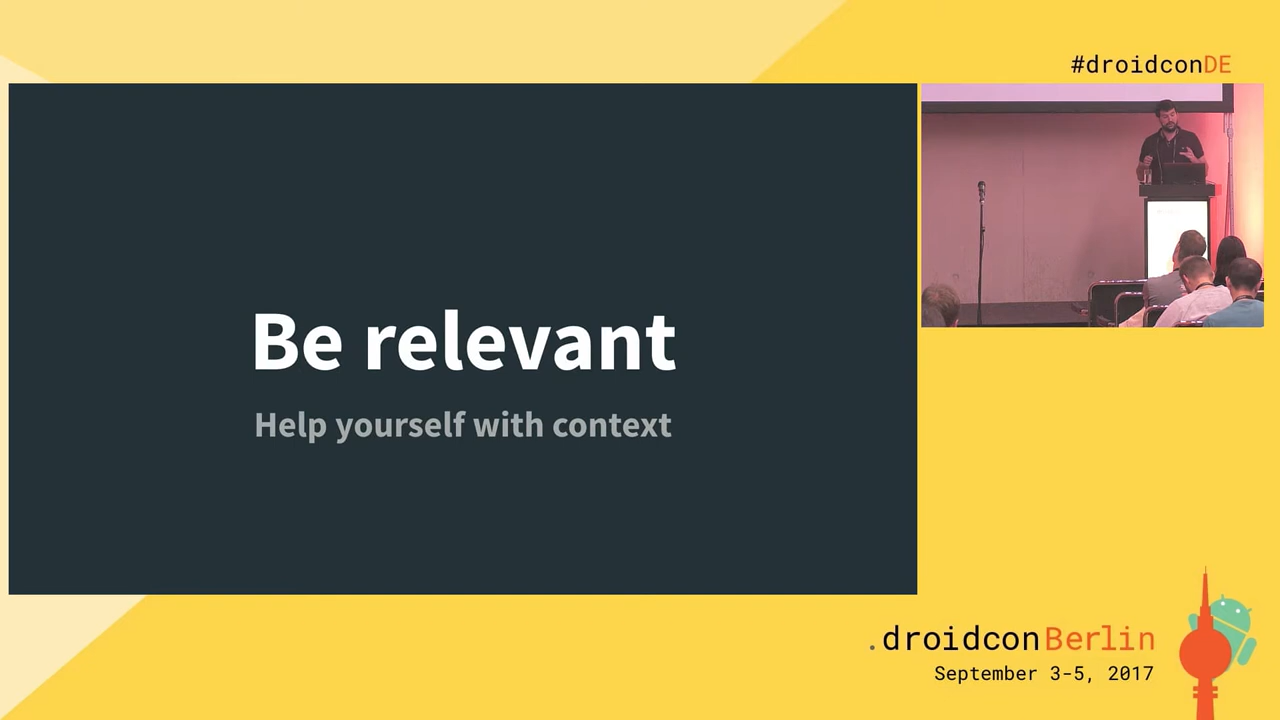 #droidconDE
Be relevant
Help yourself with context
.droidconBerlin
September 3-5, 2017